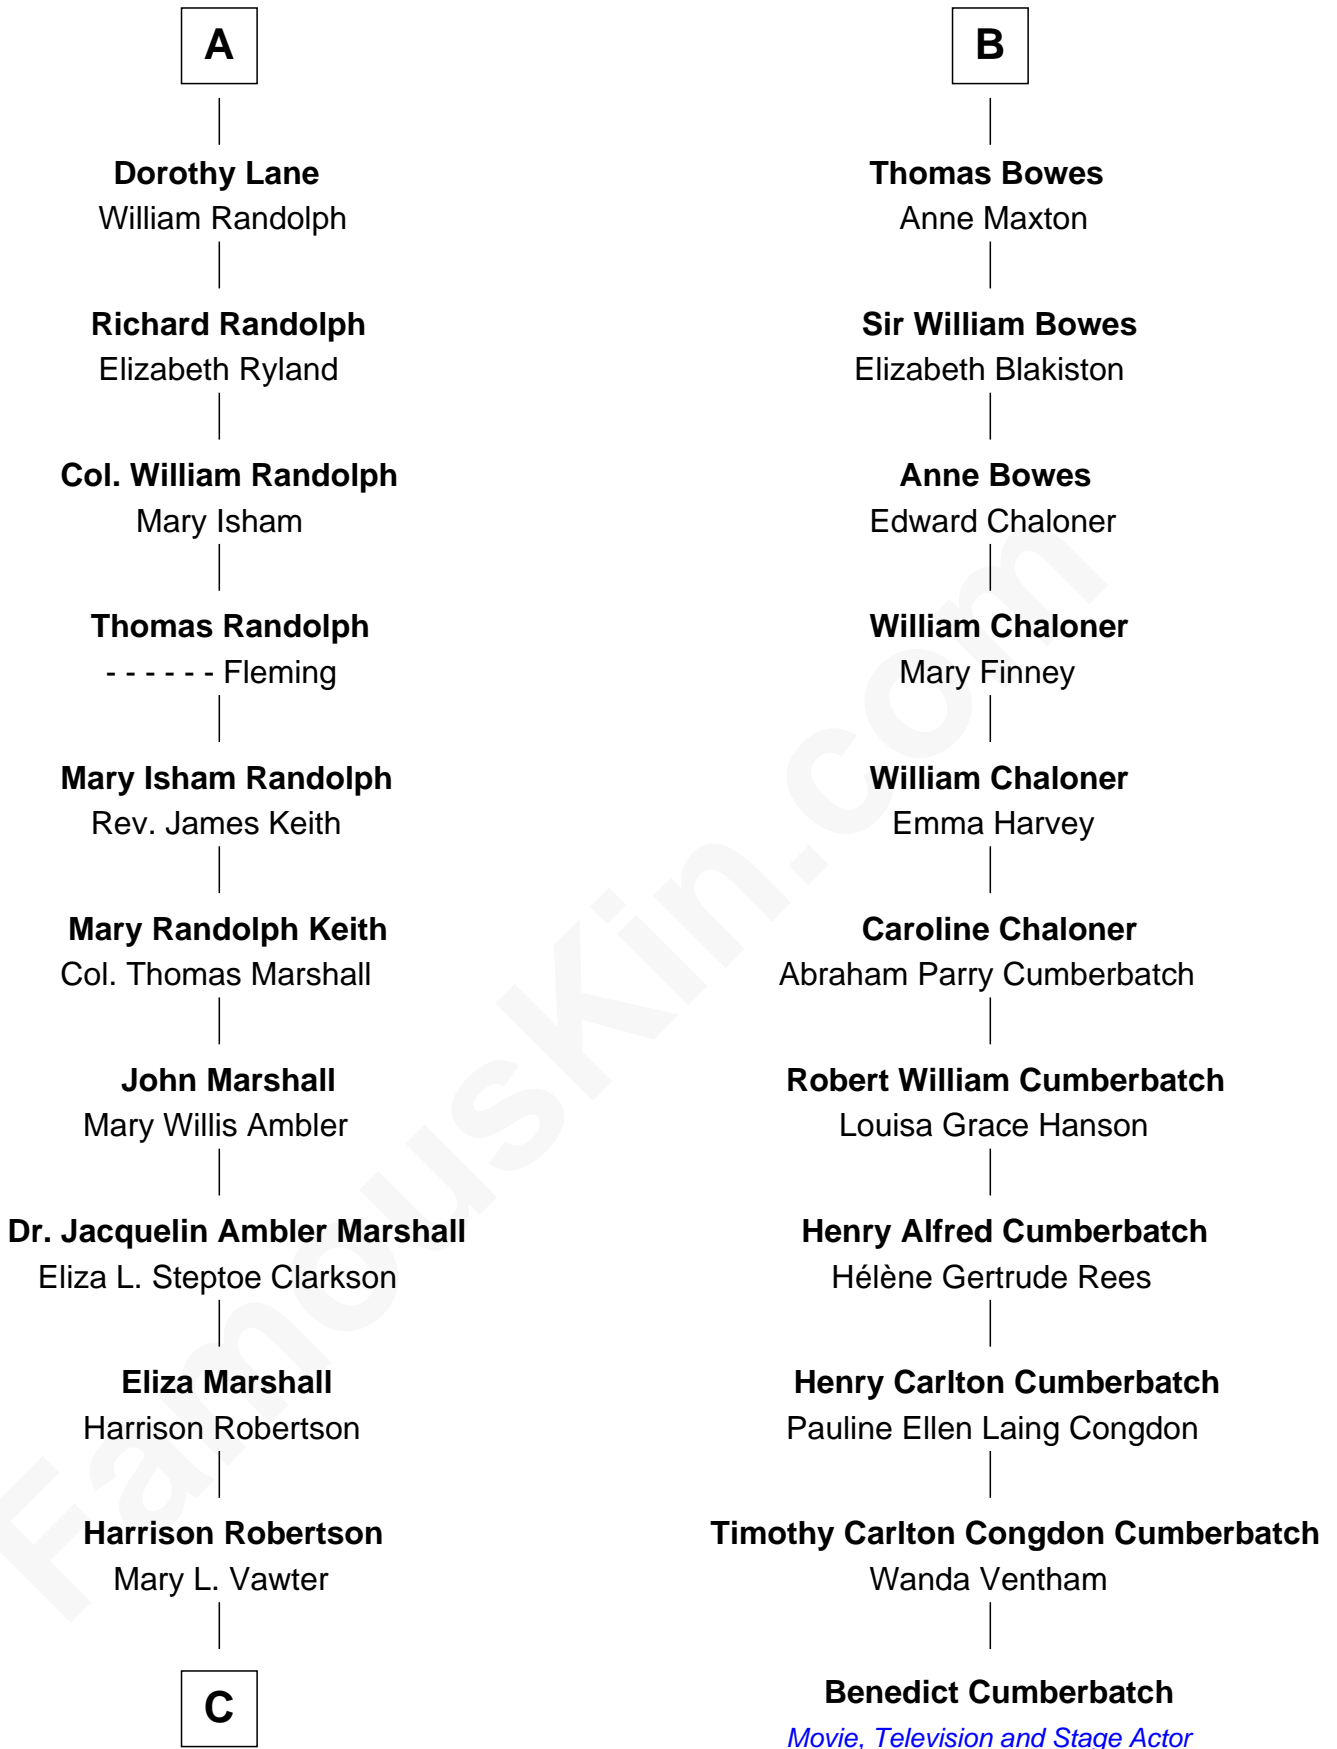 A
Dorothy Lane
William Randolph
Richard Randolph
Elizabeth Ryland
Col. William Randolph
Mary Isham
Thomas Randolph
- - - - - - Fleming
Mary Isham Randolph
Rev. James Keith
Mary Randolph Keith
Col. Thomas Marshall
John Marshall
Mary Willis Ambler
Dr. Jacquelin Ambler Marshall
Eliza L. Steptoe Clarkson
Eliza Marshall
Harrison Robertson
Harrison Robertson
Mary L. Vawter
C
B
Thomas Bowes
Anne Maxton
Sir William Bowes
Elizabeth Blakiston
Anne Bowes
Edward Chaloner
William Chaloner
Mary Finney
William Chaloner
Emma Harvey
Caroline Chaloner
Abraham Parry Cumberbatch
Robert William Cumberbatch
Louisa Grace Hanson
Henry Alfred Cumberbatch
Hélène Gertrude Rees
Henry Carlton Cumberbatch
Pauline Ellen Laing Congdon
Timothy Carlton Congdon Cumberbatch
Wanda Ventham
Benedict Cumberbatch
Movie, Television and Stage Actor
FamousKin.com